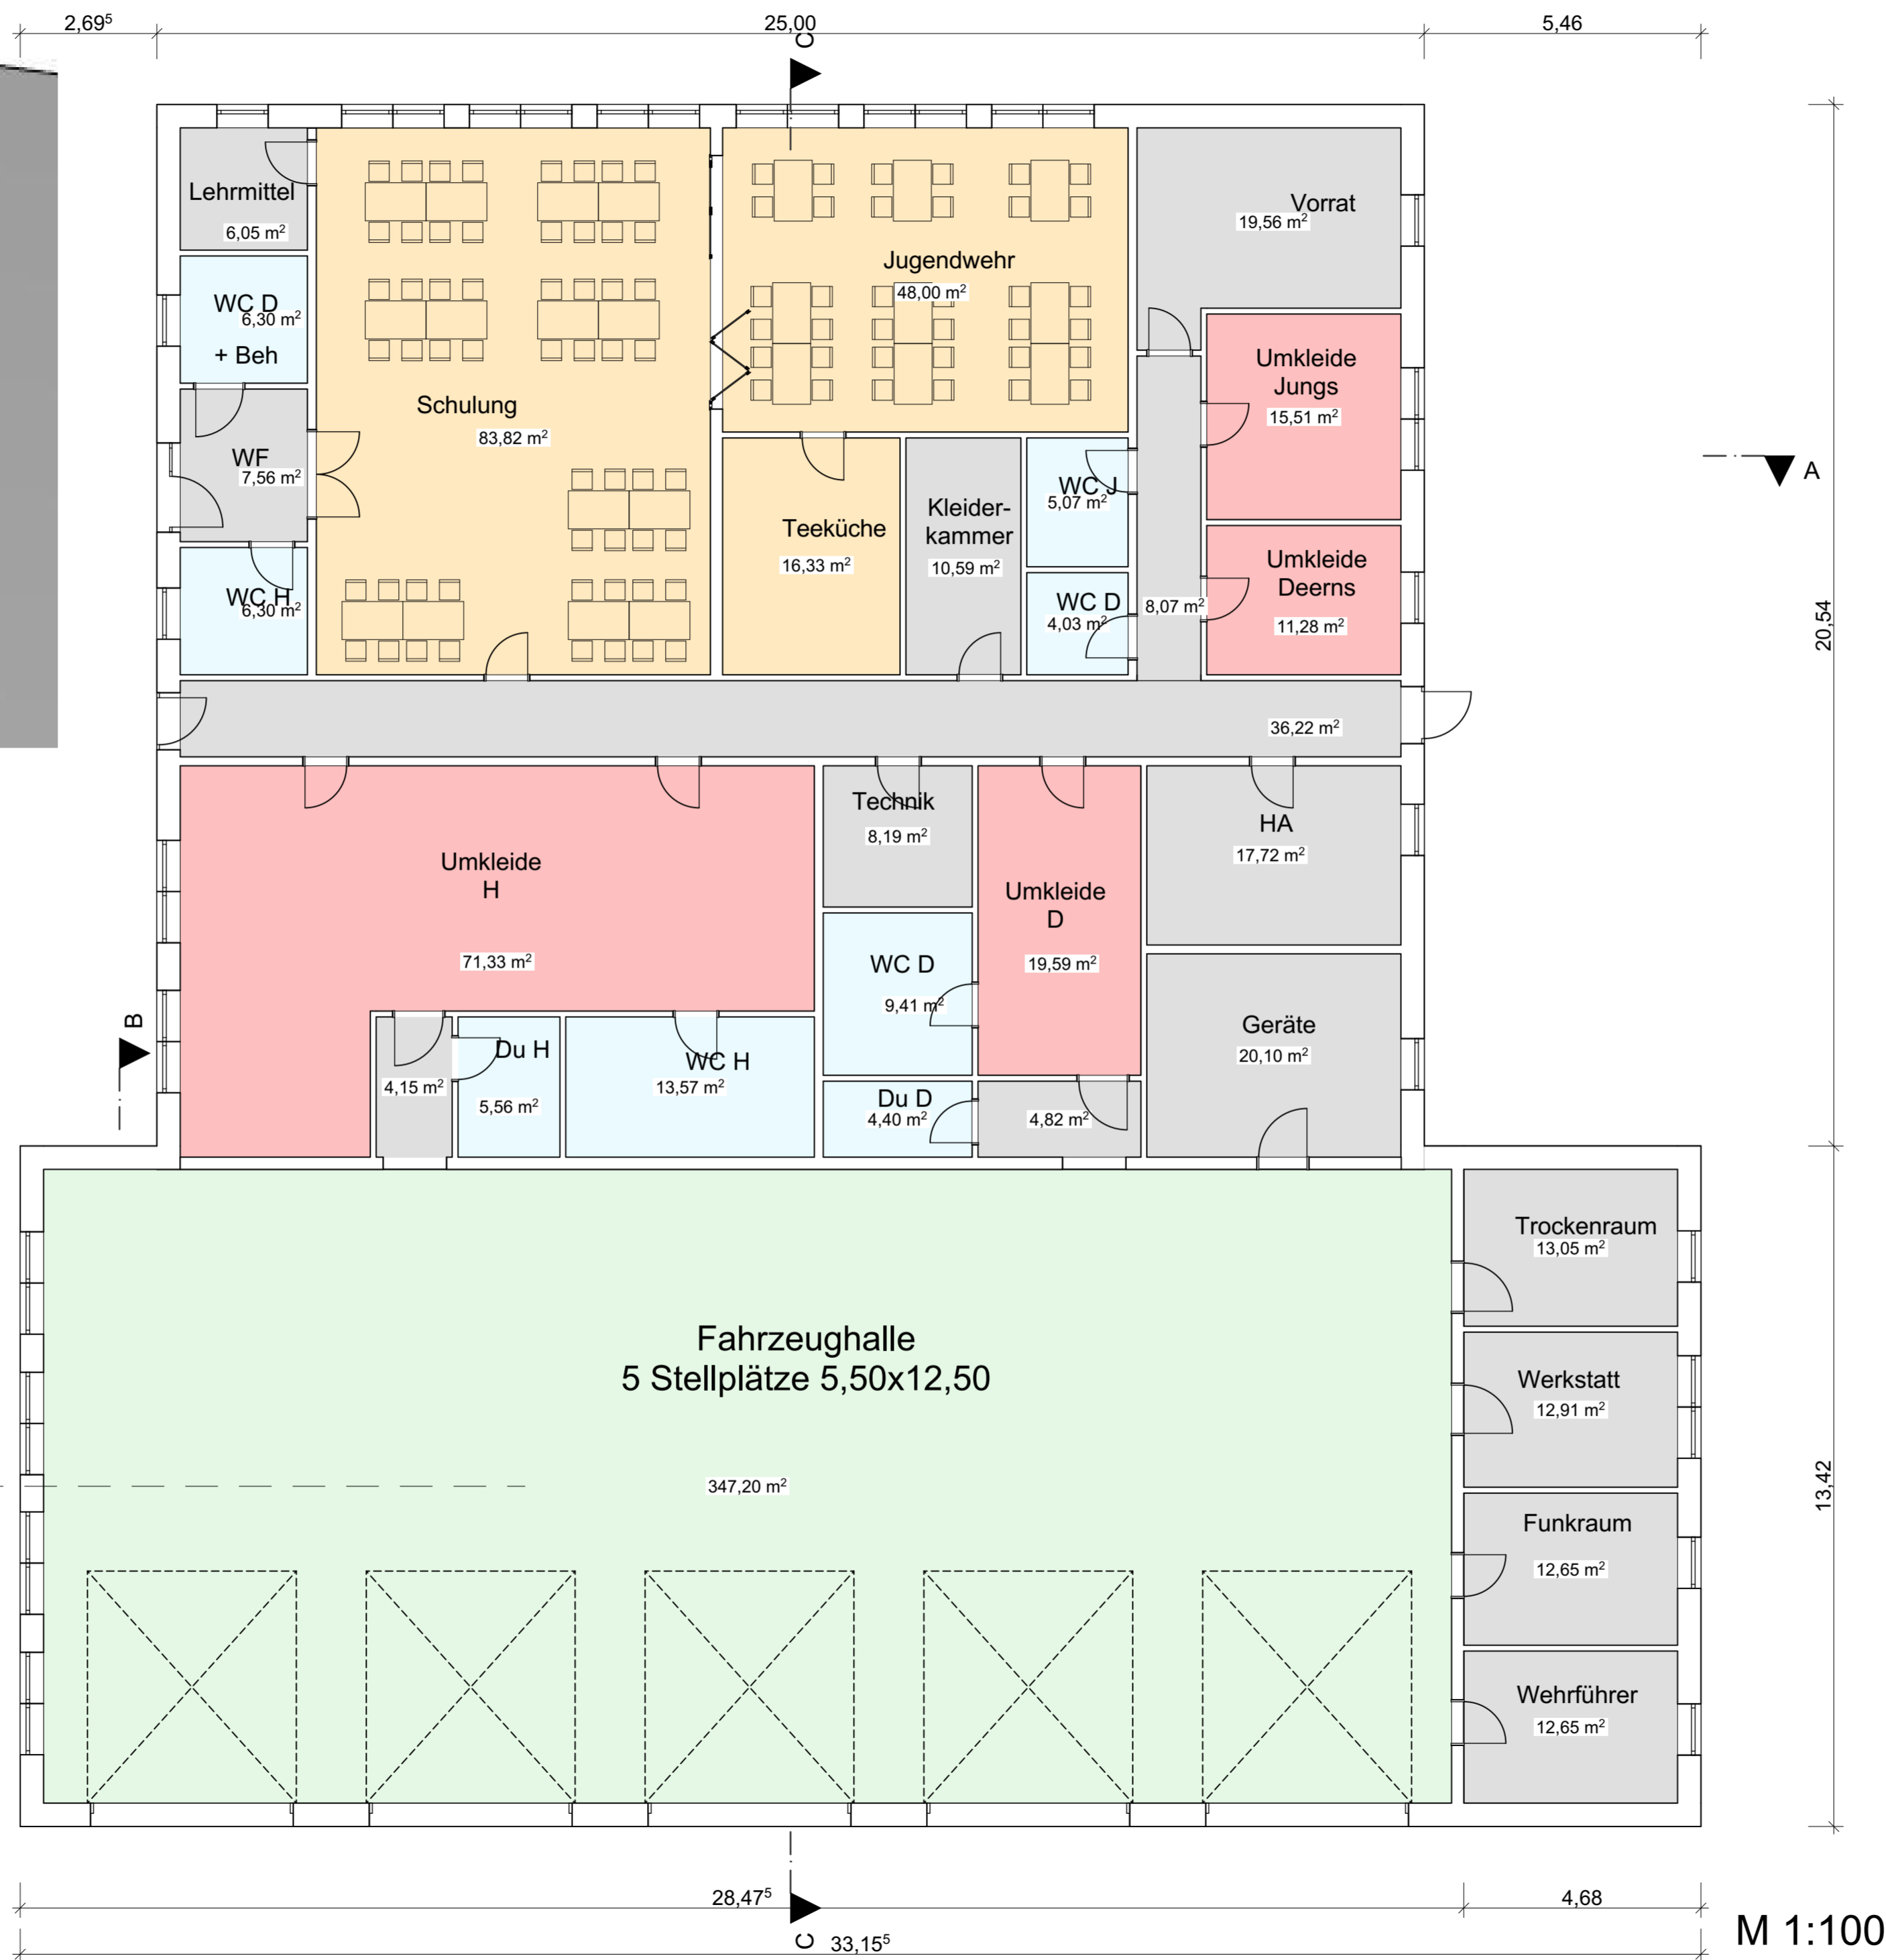 2,69⁵
25,00
5,46
C
Lehrmittel
6,05 m²
Vorrat
19,56 m²
Jugendwehr
48,00 m²
WC D
6,30 m²
+ Beh
Umkleide
Jungs
15,51 m²
Schulung
83,82 m²
WF
7,56 m²
A
WC J
5,07 m²
Kleider-
kammer
10,59 m²
Teeküche
16,33 m²
Umkleide
Deerns
11,28 m²
WC H
6,30 m²
WC D
4,03 m²
8,07 m²
20,54
36,22 m²
Technik
8,19 m²
HA
17,72 m²
Umkleide
H
71,33 m²
Umkleide
D
19,59 m²
WC D
9,41 m²
B
Geräte
20,10 m²
Du H
5,56 m²
WC H
13,57 m²
4,15 m²
Du D
4,40 m²
4,82 m²
Trockenraum
13,05 m²
Fahrzeughalle
5 Stellplätze 5,50x12,50
347,20 m²
Werkstatt
12,91 m²
13,42
Funkraum
12,65 m²
Wehrführer
12,65 m²
28,47⁵
4,68
C
33,15⁵
M 1:100